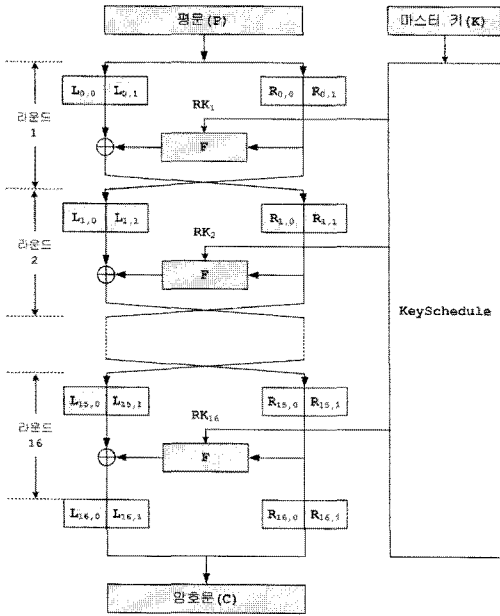 평문(P)
마스터 키(K)
L0,0 L0,1
R0,0 R0,1
라운드
1
RK1
F
L1,0 L1,1
R1,0 R1,1
라운드
2
RK2
F
KeySchedule
L15,0 L15,1
R15,0 R15,1
라운드
16
RK16
F
L16,0 L16,1
R16,0 R16,1
암호문(C)